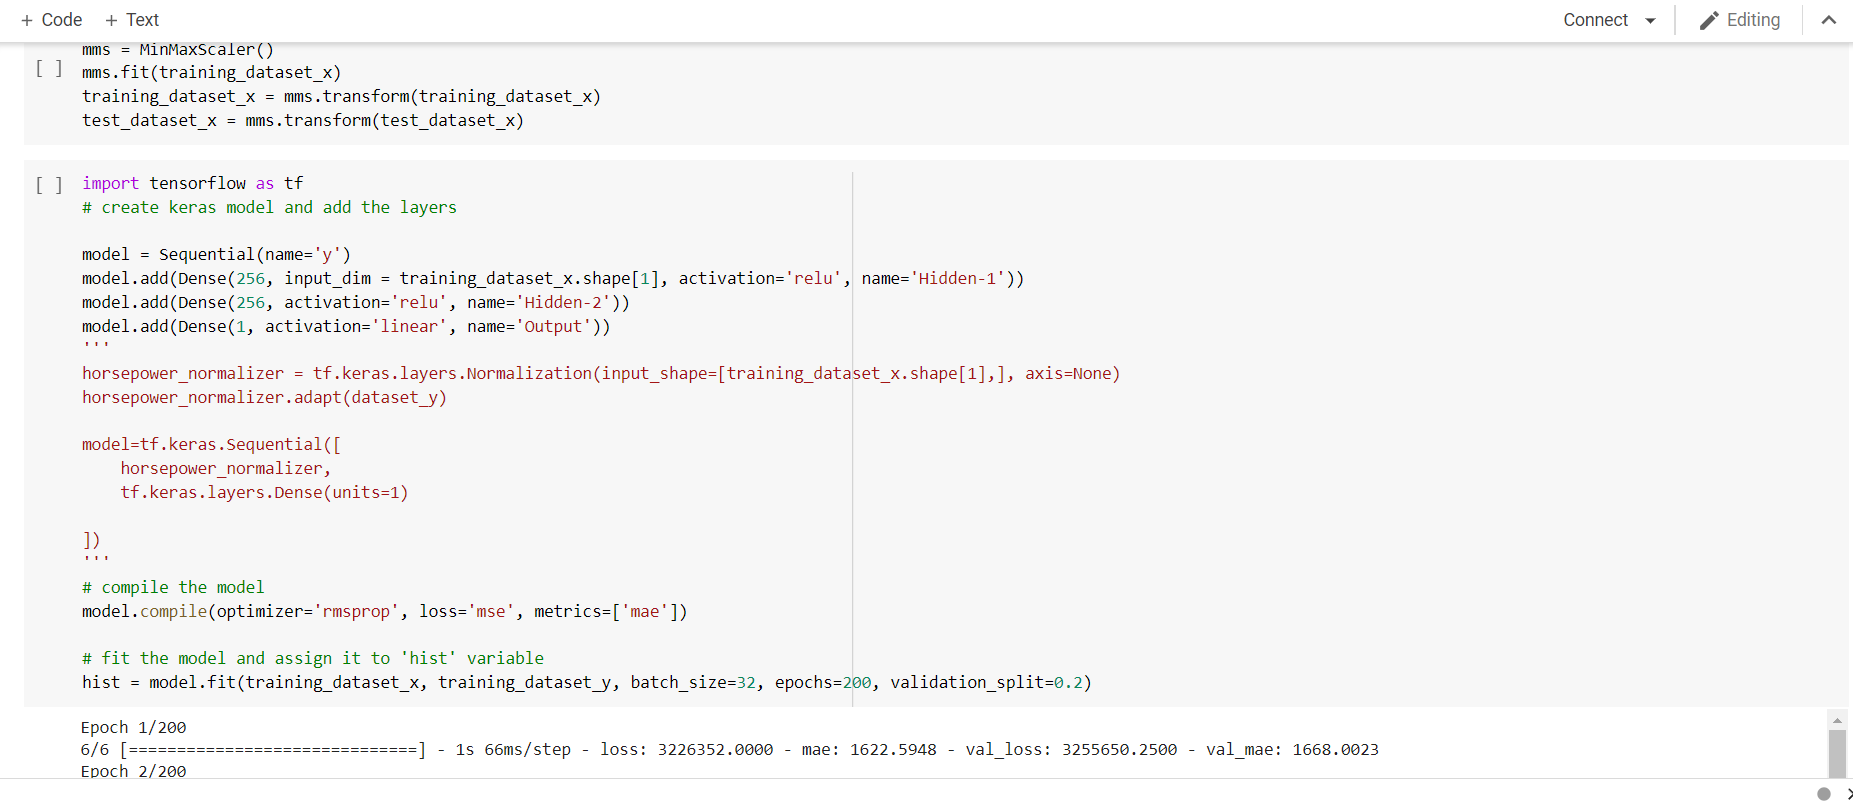 + Code + Text Connect Editing
mms = MinMaxScaler()
[ ] mms.fit(training_dataset_x)
training_dataset_x = mms.transform(training_dataset_x)
test_dataset_x = mms.transform(test_dataset_x)
[ ] import tensorflow as tf
# create keras model and add the layers
model = Sequential(name='y')
model.add(Dense(256, input_dim = training_dataset_x.shape[1], activation='relu', name='Hidden-1'))
model.add(Dense(256, activation='relu', name='Hidden-2'))
model.add(Dense(1, activation='linear', name='Output'))
'''
horsepower_normalizer = tf.keras.layers.Normalization(input_shape=[training_dataset_x.shape[1],], axis=None)
horsepower_normalizer.adapt(dataset_y)
model=tf.keras.Sequential([
horsepower_normalizer,
tf.keras.layers.Dense(units=1)
])
'''
# compile the model
model.compile(optimizer='rmsprop', loss='mse', metrics=['mae'])
# fit the model and assign it to 'hist' variable
hist = model.fit(training_dataset_x, training_dataset_y, batch_size=32, epochs=200, validation_split=0.2)
Epoch 1/200
6/6 [==============================] - 1s 66ms/step - loss: 3226352.0000 - mae: 1622.5948 - val_loss: 3255650.2500 - val_mae: 1668.0023
Epoch 2/200